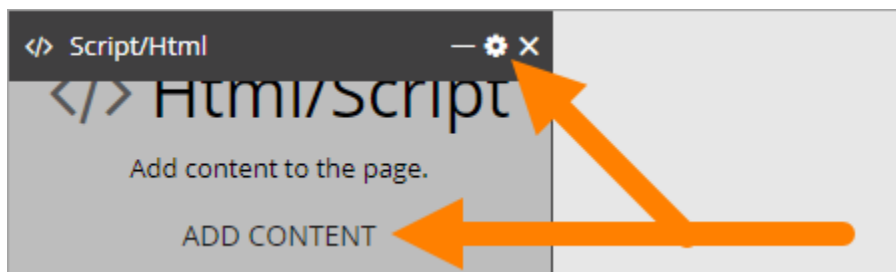 </> Script/Html
</> Html/Script
Add content to the page.
ADD CONTENT